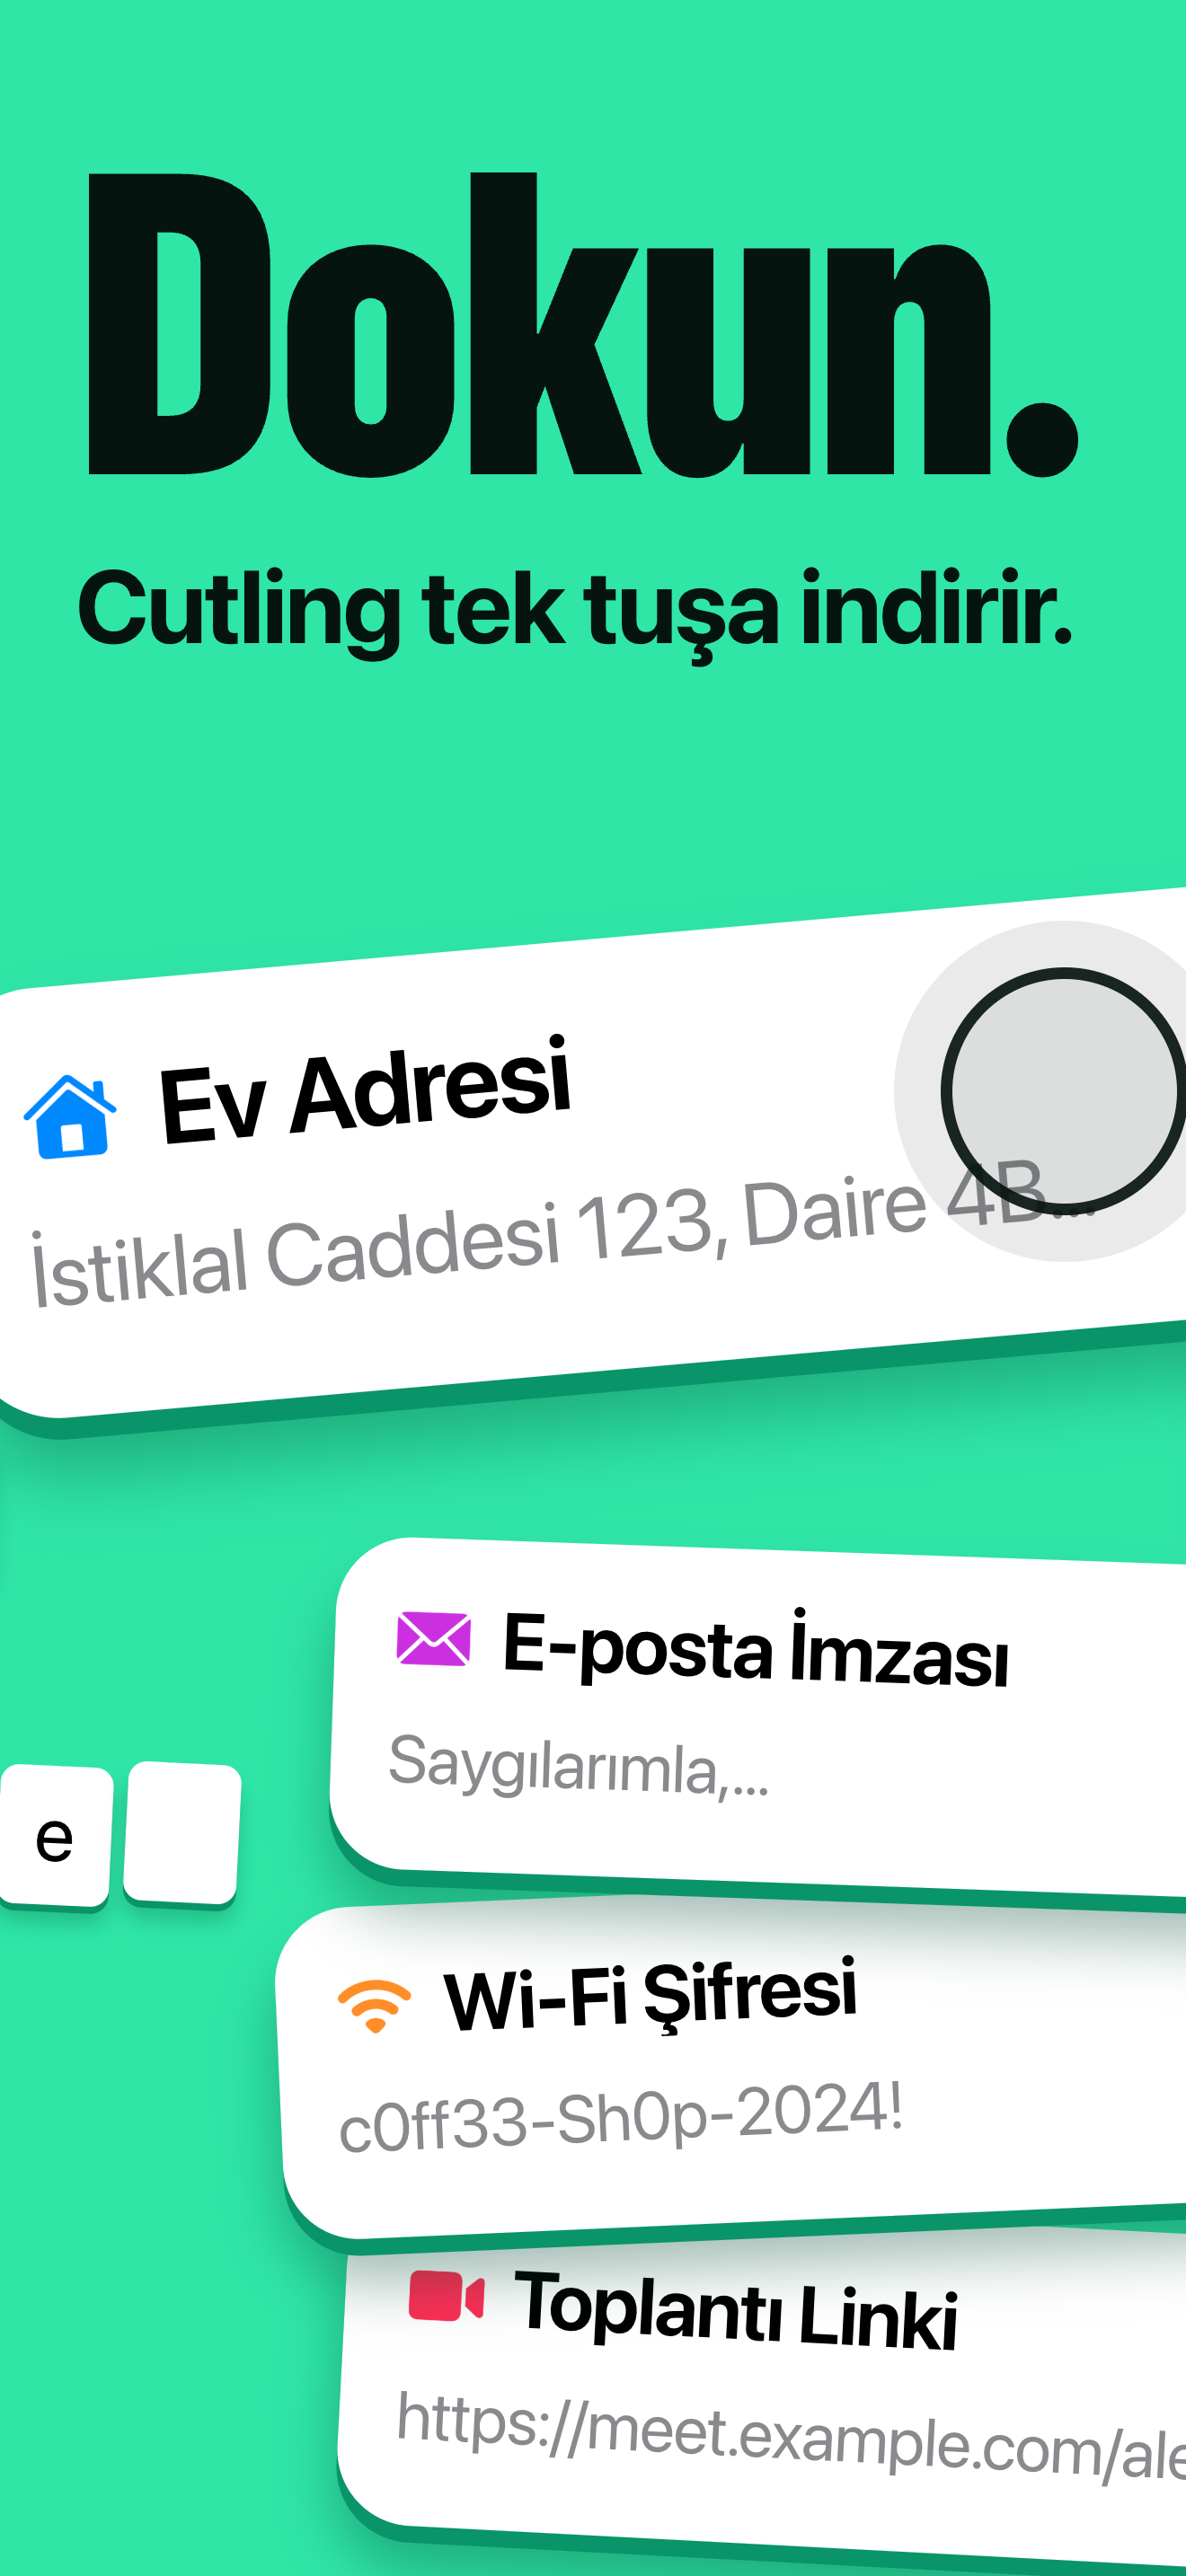 Dokun.
Cutling tek tuşa indirir.
Ev Adresi
İstiklal Caddesi 123, Daire 4B...
E-posta İmzası
Saygılarımla,...
e
Wi-Fi Şifresi
c0ff33-Sh0p-2024!
Toplantı Linki
https://meet.example.com/ale